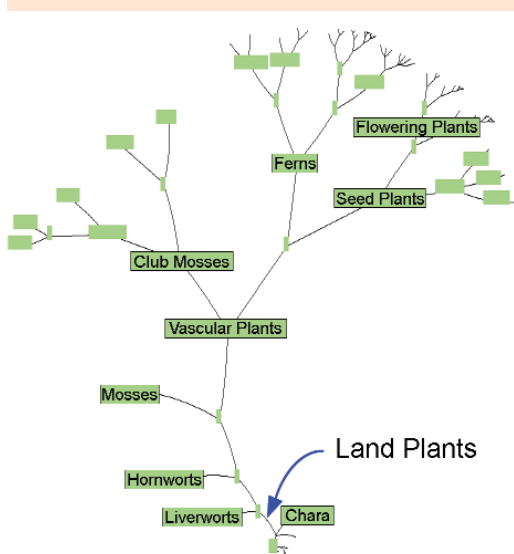 Flowering Plants
Ferns
Seed Plants
Club Mosses
Vascular Plants
Mosses
Land Plants
Hornworts
Liverworts
Chara